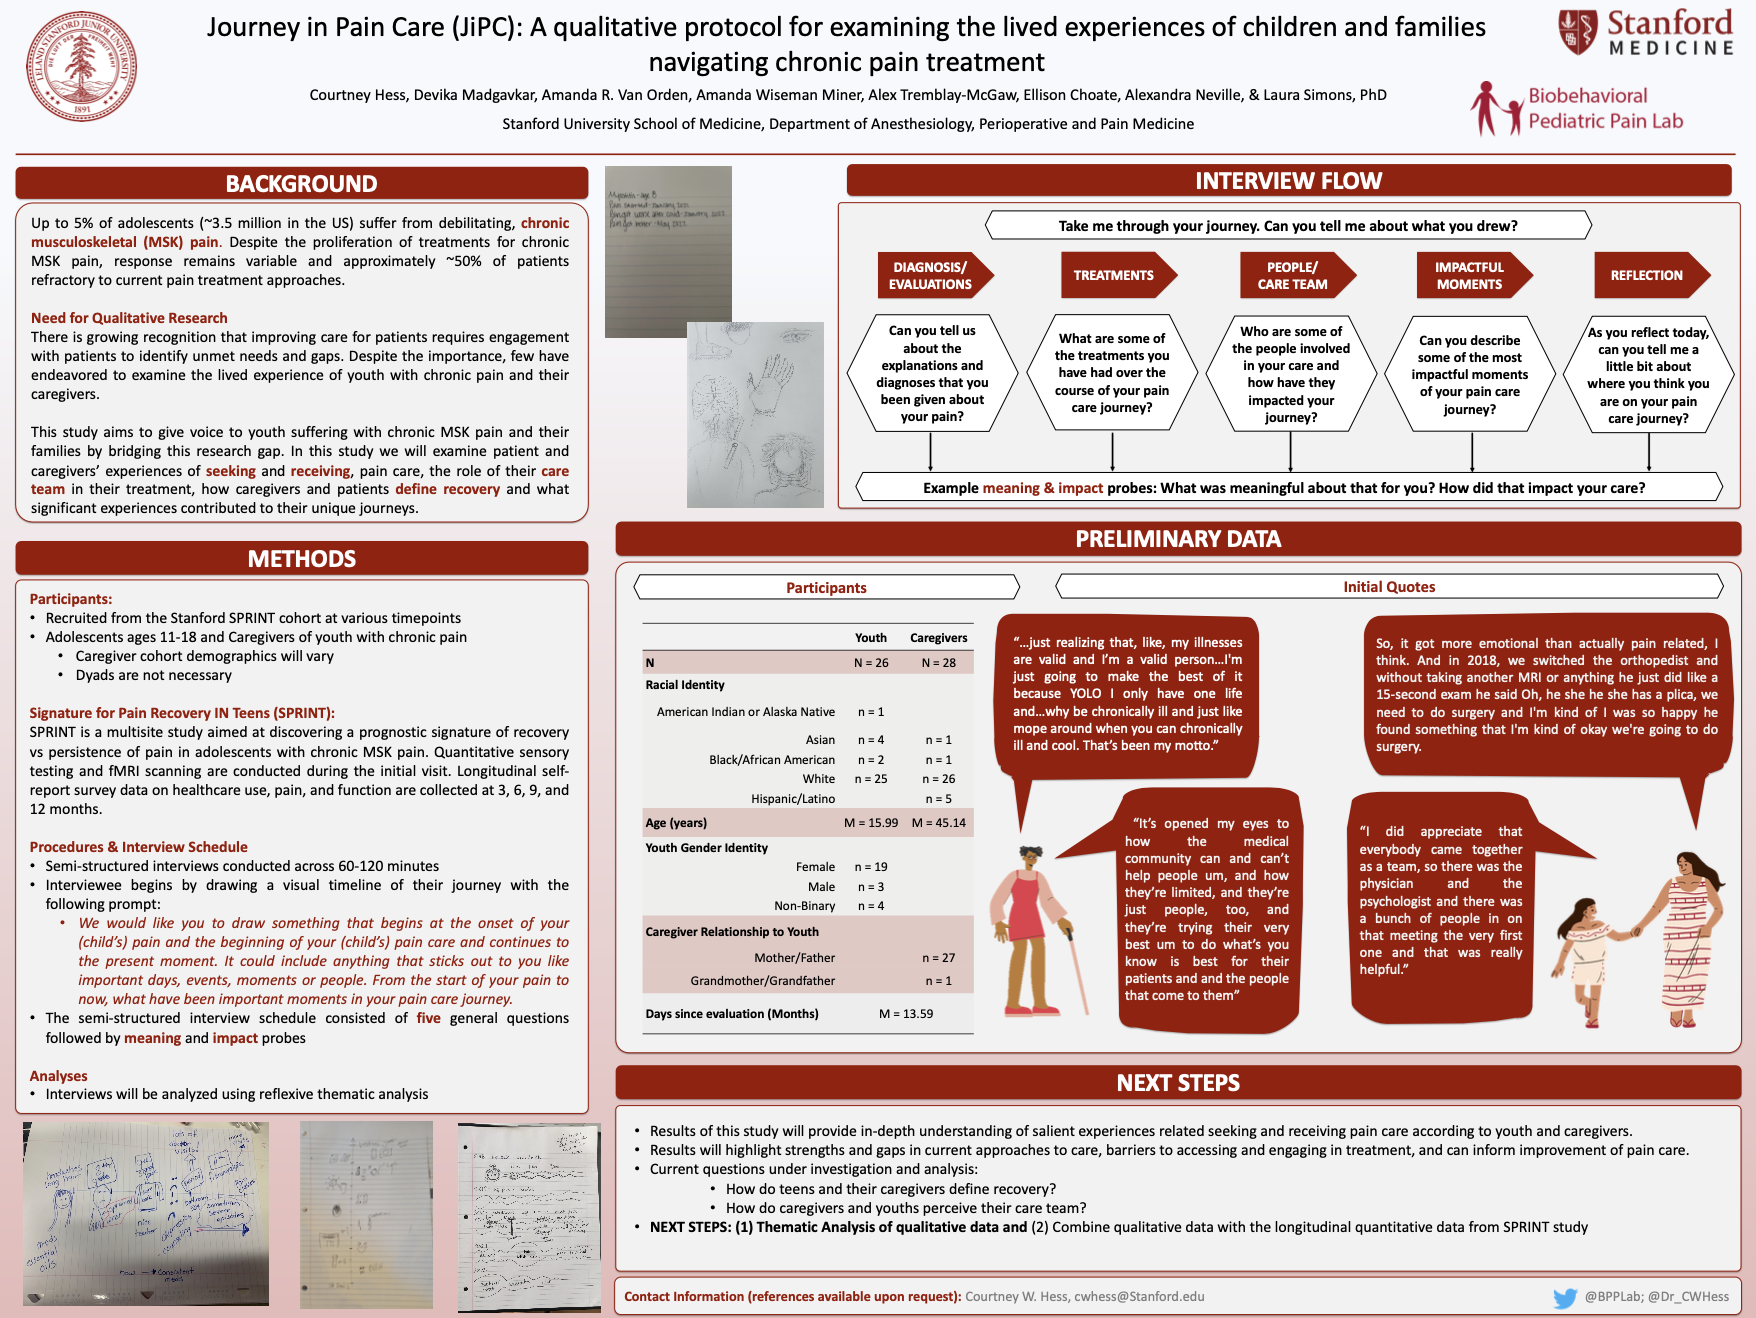 Journey in Pain Care (JiPC): A qualitative protocol for examining the lived experiences of children and families
navigating chronic pain treatment
Courtney Hess, Devika Madgavkar, Amanda R. Van Orden, Amanda Wiseman Miner, Alex Tremblay-McGaw, Ellison Choate, Alexandra Neville, & Laura Simons, PhD
Stanford University School of Medicine, Department of Anesthesiology, Perioperative and Pain Medicine
LELAND STANFORD JUNIOR UNIVERSITY
1891
Stanford
MEDICINE
Biobehavioral
Pediatric Pain Lab
BACKGROUND
Up to 5% of adolescents (~3.5 million in the US) suffer from debilitating, chronic
musculoskeletal (MSK) pain. Despite the proliferation of treatments for chronic
MSK pain, response remains variable and approximately ~50% of patients
refractory to current pain treatment approaches.
Need for Qualitative Research
There is growing recognition that improving care for patients requires engagement
with patients to identify unmet needs and gaps. Despite the importance, few have
endeavored to examine the lived experience of youth with chronic pain and their
caregivers.
This study aims to give voice to youth suffering with chronic MSK pain and their
families by bridging this research gap. In this study we will examine patient and
caregivers' experiences of seeking and receiving, pain care, the role of their care
team in their treatment, how caregivers and patients define recovery and what
significant experiences contributed to their unique journeys.
METHODS
Participants:
• Recruited from the Stanford SPRINT cohort at various timepoints
• Adolescents ages 11-18 and Caregivers of youth with chronic pain
• Caregiver cohort demographics will vary
• Dyads are not necessary
Signature for Pain Recovery IN Teens (SPRINT):
SPRINT is a multisite study aimed at discovering a prognostic signature of recovery
vs persistence of pain in adolescents with chronic MSK pain. Quantitative sensory
testing and fMRI scanning are conducted during the initial visit. Longitudinal self-
report survey data on healthcare use, pain, and function are collected at 3, 6, 9, and
12 months.
Procedures & Interview Schedule
• Semi-structured interviews conducted across 60-120 minutes
• Interviewee begins by drawing a visual timeline of their journey with the
following prompt:
• We would like you to draw something that begins at the onset of your
(child's) pain and the beginning of your (child's) pain care and continues to
the present moment. It could include anything that sticks out to you like
important days, events, moments or people. From the start of your pain to
now, what have been important moments in your pain care journey.
• The semi-structured interview schedule consisted of five general questions
followed by meaning and impact probes
Analyses
• Interviews will be analyzed using reflexive thematic analysis
lots of
doctor
visits
meds
essential
oils
now → consistent
meds
INTERVIEW FLOW
Take me through your journey. Can you tell me about what you drew?
DIAGNOSIS/
EVALUATIONS
TREATMENTS
PEOPLE/
CARE TEAM
IMPACTFUL
MOMENTS
REFLECTION
Can you tell us
about the
explanations and
diagnoses that you
been given about
your pain?
What are some of
the treatments you
have had over the
course of your pain
care journey?
Who are some of
the people involved
in your care and
how have they
impacted your
journey?
Can you describe
some of the most
impactful moments
of your pain care
journey?
As you reflect today,
can you tell me a
little bit about
where you think you
are on your pain
care journey?
Example meaning & impact probes: What was meaningful about that for you? How did that impact your care?
PRELIMINARY DATA
Participants
Youth Caregivers
N N = 26 N = 28
Racial Identity
American Indian or Alaska Native n = 1
Asian n = 4 n = 1
Black/African American n = 2 n = 1
White n = 25 n = 26
Hispanic/Latino n = 5
Age (years) M = 15.99 M = 45.14
Youth Gender Identity
Female n = 19
Male n = 3
Non-Binary n = 4
Caregiver Relationship to Youth
Mother/Father n = 27
Grandmother/Grandfather n = 1
Days since evaluation (Months) M = 13.59
Initial Quotes
"...just realizing that, like, my illnesses
are valid and I'm a valid person...I'm
just going to make the best of it
because YOLO I only have one life
and...why be chronically ill and just like
mope around when you can chronically
ill and cool. That's been my motto."
So, it got more emotional than actually pain related, I
think. And in 2018, we switched the orthopedist and
without taking another MRI or anything he just did like a
15-second exam he said Oh, he she he she has a plica, we
need to do surgery and I'm kind of I was so happy he
found something that I'm kind of okay we're going to do
surgery.
"It's opened my eyes to
how the medical
community can and can't
help people um, and how
they're limited, and they're
just people, too, and
they're trying their very
best um to do what's you
know is best for their
patients and and the people
that come to them"
"I did appreciate that
everybody came together
as a team, so there was the
physician and the
psychologist and there was
a bunch of people in on
that meeting the very first
one and that was really
helpful."
NEXT STEPS
• Results of this study will provide in-depth understanding of salient experiences related seeking and receiving pain care according to youth and caregivers.
• Results will highlight strengths and gaps in current approaches to care, barriers to accessing and engaging in treatment, and can inform improvement of pain care.
• Current questions under investigation and analysis:
• How do teens and their caregivers define recovery?
• How do caregivers and youths perceive their care team?
• NEXT STEPS: (1) Thematic Analysis of qualitative data and (2) Combine qualitative data with the longitudinal quantitative data from SPRINT study
Contact Information (references available upon request): Courtney W. Hess, cwhess@Stanford.edu
@BPPLab; @Dr_CWHess